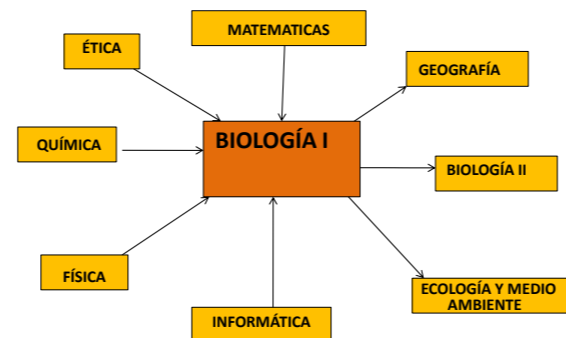 MATEMATICAS
ÉTICA
GEOGRAFÍA
BIOLOGÍA I
QUÍMICA
BIOLOGÍA II
FÍSICA
ECOLOGÍA Y MEDIO
AMBIENTE
INFORMÁTICA